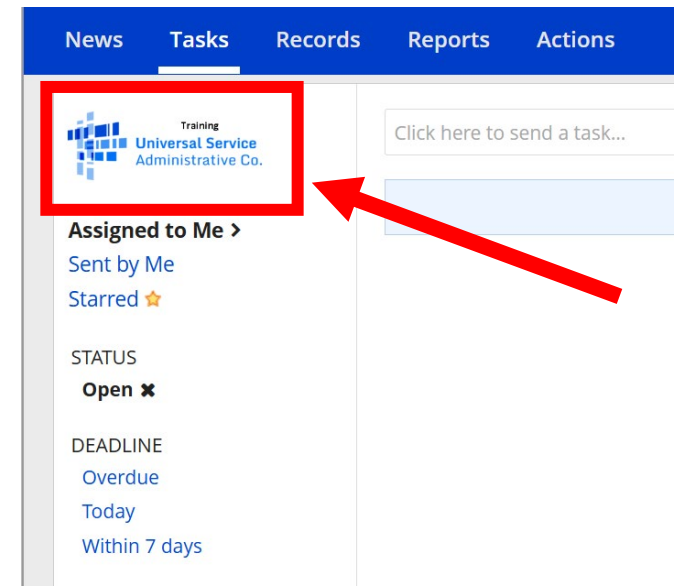 News Tasks Records Reports Actions
Training
Universal Service
Administrative Co.
Click here to send a task...
Assigned to Me >
Sent by Me
Starred
STATUS
Open ✖
DEADLINE
Overdue
Today
Within 7 days